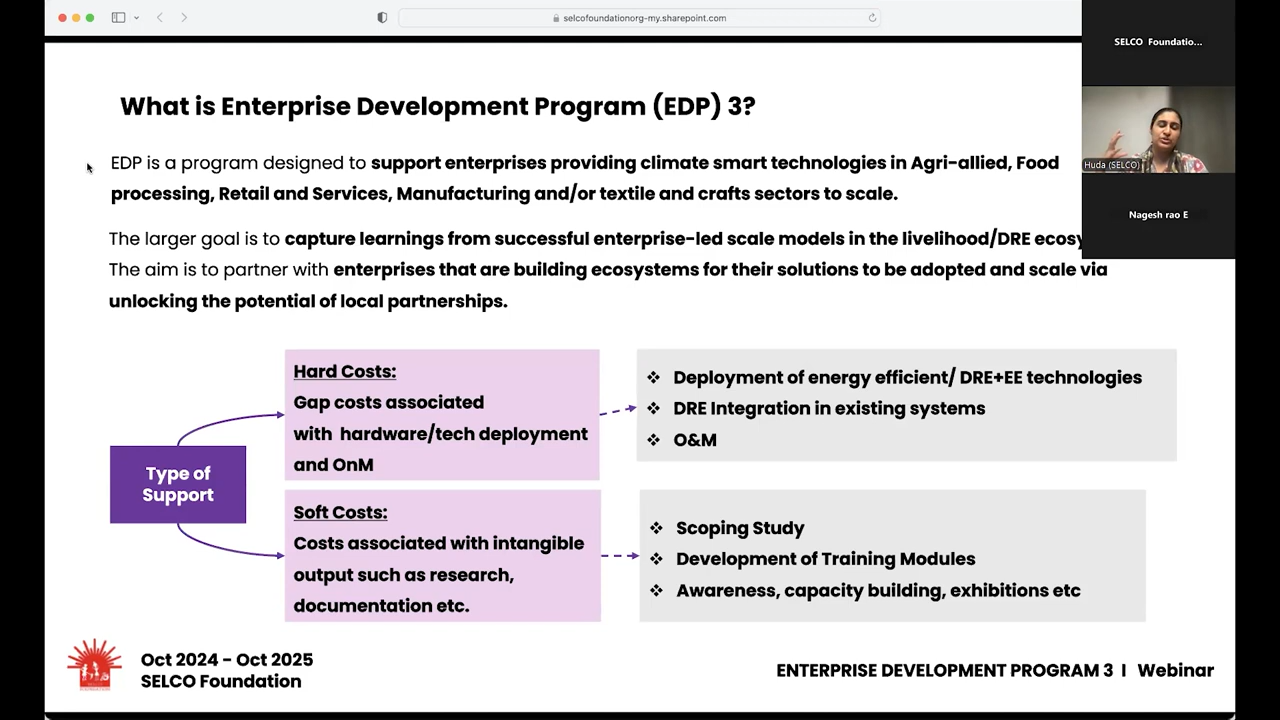 selcofoundationorg-my.sharepoint.com
SELCO Foundatio...
Huda (SELCO)
Nagesh rao E
What is Enterprise Development Program (EDP) 3?
EDP is a program designed to support enterprises providing climate smart technologies in Agri-allied, Food
processing, Retail and Services, Manufacturing and/or textile and crafts sectors to scale.
The larger goal is to capture learnings from successful enterprise-led scale models in the livelihood/DRE ecosy
The aim is to partner with enterprises that are building ecosystems for their solutions to be adopted and scale via
unlocking the potential of local partnerships.
Type of
Support
Hard Costs:
Gap costs associated
with hardware/tech deployment
and OnM
❖ Deployment of energy efficient/ DRE+EE technologies
❖ DRE Integration in existing systems
❖ O&M
Soft Costs:
Costs associated with intangible
output such as research,
documentation etc.
❖ Scoping Study
❖ Development of Training Modules
❖ Awareness, capacity building, exhibitions etc
Oct 2024 - Oct 2025
SELCO Foundation
ENTERPRISE DEVELOPMENT PROGRAM 3 I Webinar